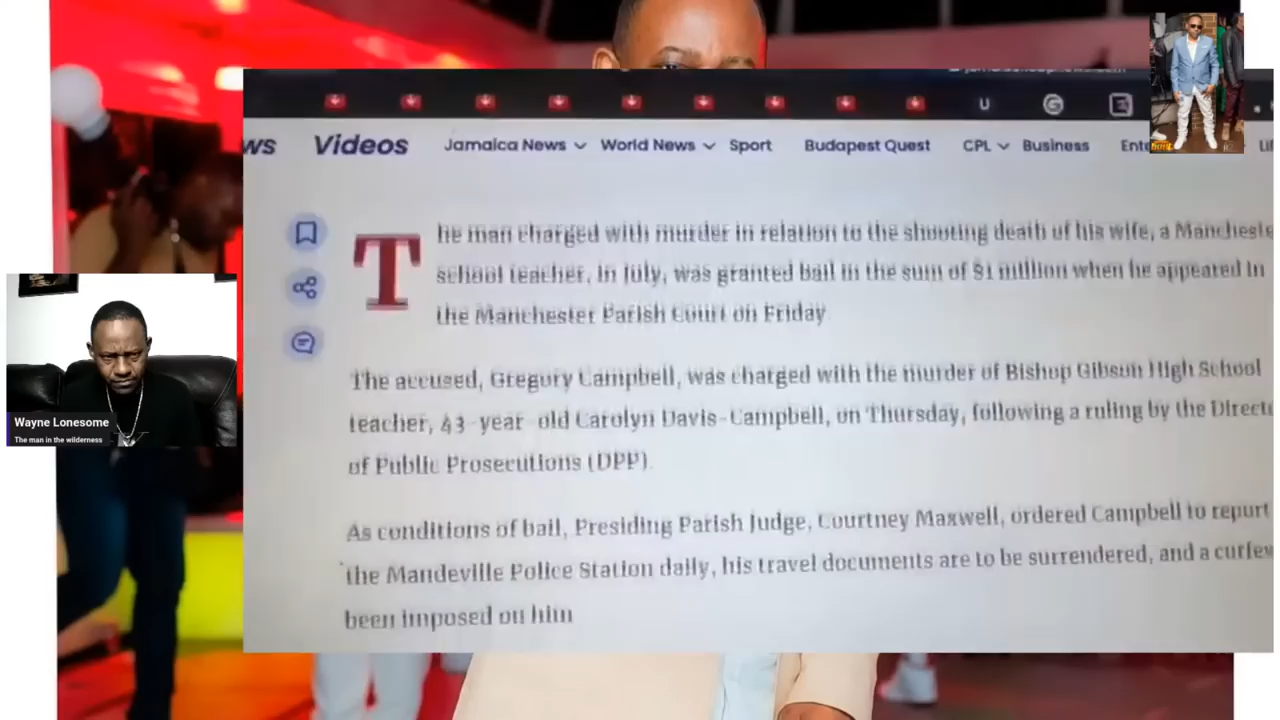 ws Videos Jamaica News World News Sport Budapest Quest CPL Business Ente
The man charged with murder in relation to the shooting death of his wife, a Mancheste
school teacher, in July, was granted bail in the sum of $1 million when he appeared in
the Manchester Parish Court on Friday
The accused, Gregory Campbell, was charged with the murder of Bishop Gibson High School
teacher, 43-year-old Carolyn Davis-Campbell, on Thursday, following a ruling by the Directo
of Public Prosecutions (DPP).
As conditions of bail, Presiding Parish Judge, Courtney Maxwell, ordered Campbell to report
the Mandeville Police Station daily, his travel documents are to be surrendered, and a curfew
been imposed on him
Wayne Lonesome
The man in the wilderness